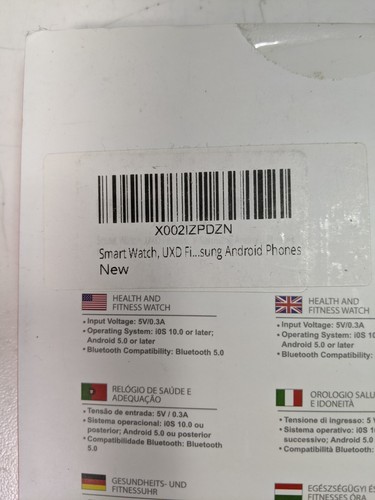 X002IZPDZN
Smart Watch, UXD Fi...sung Android Phones
New
HEALTH AND
FITNESS WATCH
• Input Voltage: 5V/0.3A
• Operating System: iOS 10.0 or later;
Android 5.0 or later
• Bluetooth Compatibility: Bluetooth 5.0
HEALTH AND
FITNESS WATCH
• Input Voltage: 5V/0.3A
• Operating System: iOS 10
Android 5.0 or later
• Bluetooth Compatibility:
RELÓGIO DE SAÚDE E
ADEQUAÇÃO
• Tensão de entrada: 5V / 0.3A
• Sistema operacional: iOS 10.0 ou
posterior; Android 5.0 ou posterior
• Compatibilidade Bluetooth: Bluetooth
5.0
OROLOGIO SALU
E IDONEITÀ
• Tensione di ingresso: 5
• Sistema operativo: iOS
successivo; Android 5.0
• Compatibilità Bluetoot
GESUNDHEITS- UND
FITNESSUHR
EGÉSZSÉGÜGYI É
FITNESZÓRA